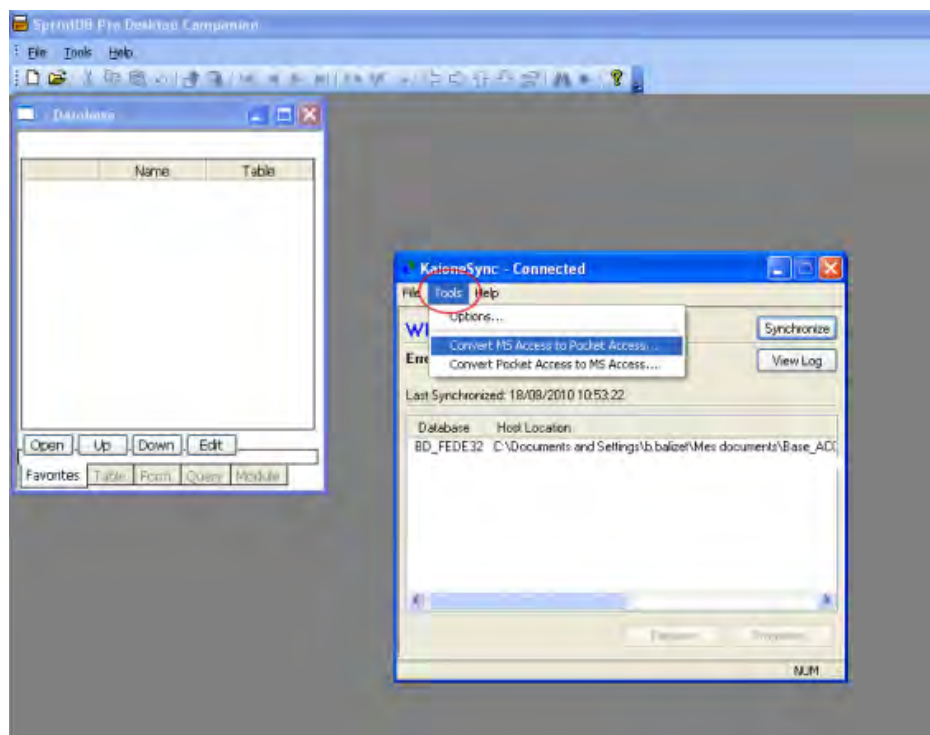 SprintDB Pro Desktop Companion
File Tools Help
Database
Name Table
Open Up Down Edit
Favorites Table Form Query Module
KaioneSync - Connected
File Tools Help
Options...
Convert MS Access to Pocket Access...
Convert Pocket Access to MS Access....
WI
Synchronize
View Log
Last Synchronized: 18/08/2010 10:53:22
Database Host Location
BD_FEDE32 C:\Documents and Settings\b.balizet\Mes documents\Base_ACC
NUM